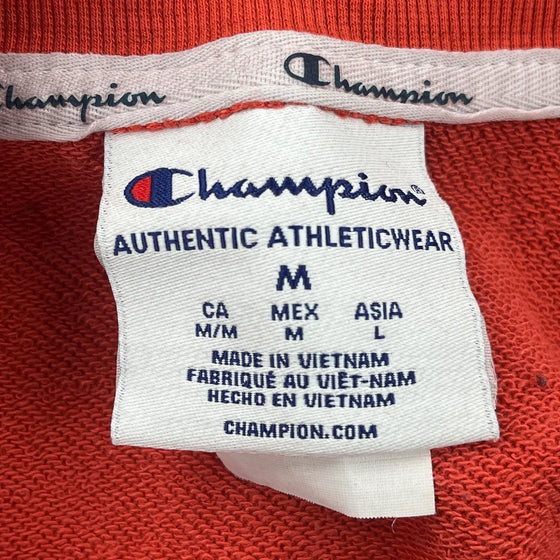 Champion
Champion
Champion®
AUTHENTIC ATHLETICWEAR
M
CA MEX ASIA
M/M M L
MADE IN VIETNAM
FABRIQUÉ AU VIÊT-NAM
HECHO EN VIETNAM
CHAMPION.COM